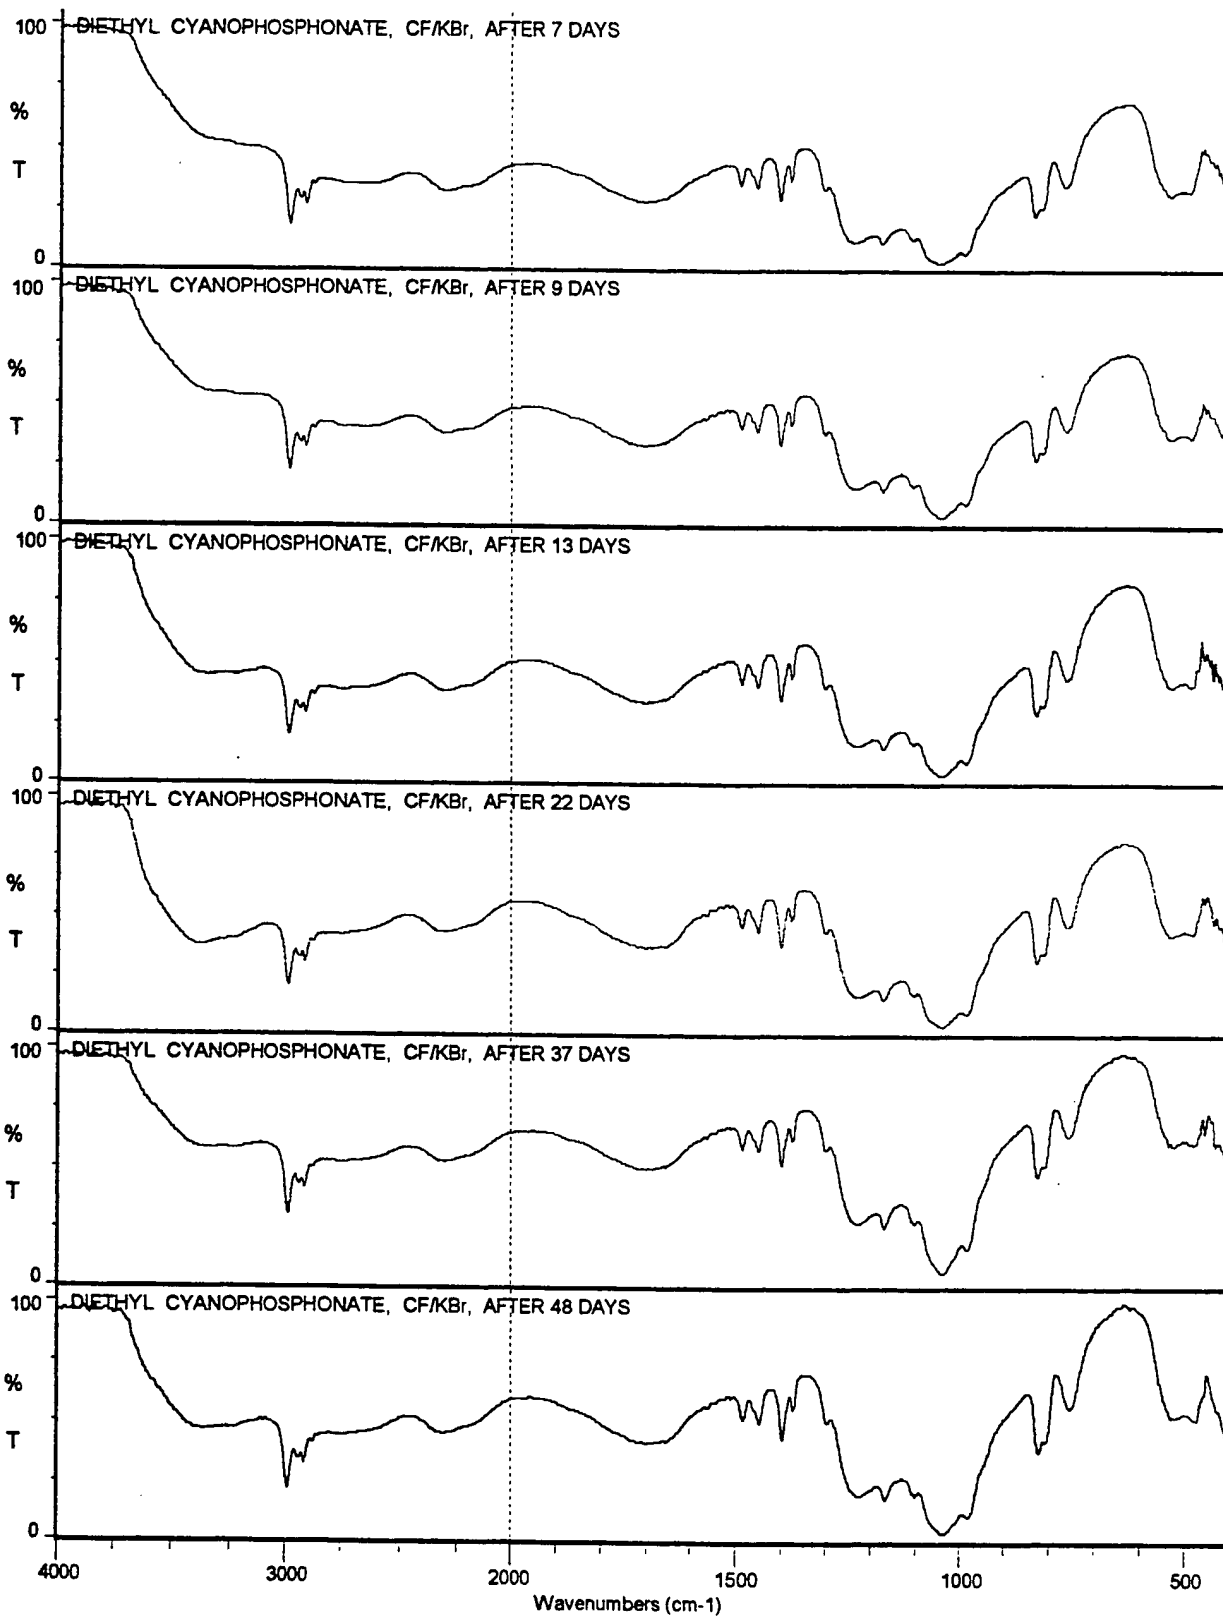 100 DIETHYL CYANOPHOSPHONATE, CF/KBr, AFTER 7 DAYS
%
T
0
100 DIETHYL CYANOPHOSPHONATE, CF/KBr, AFTER 9 DAYS
%
T
0
100 DIETHYL CYANOPHOSPHONATE, CF/KBr, AFTER 13 DAYS
%
T
0
100 DIETHYL CYANOPHOSPHONATE, CF/KBr, AFTER 22 DAYS
%
T
0
100 DIETHYL CYANOPHOSPHONATE, CF/KBr, AFTER 37 DAYS
%
T
0
100 DIETHYL CYANOPHOSPHONATE, CF/KBr, AFTER 48 DAYS
%
T
0
4000 3000 2000 1500 1000 500
Wavenumbers (cm-1)